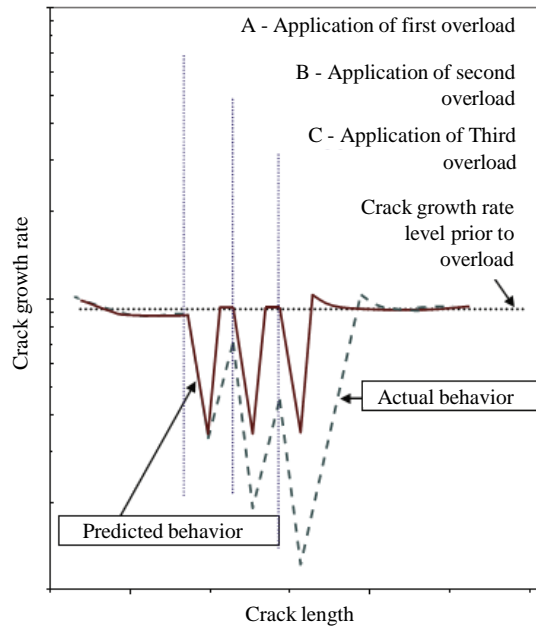 A - Application of first overload
B - Application of second
overload
C - Application of Third
overload
Crack growth rate
level prior to
overload
Crack growth rate
Actual behavior
Predicted behavior
Crack length